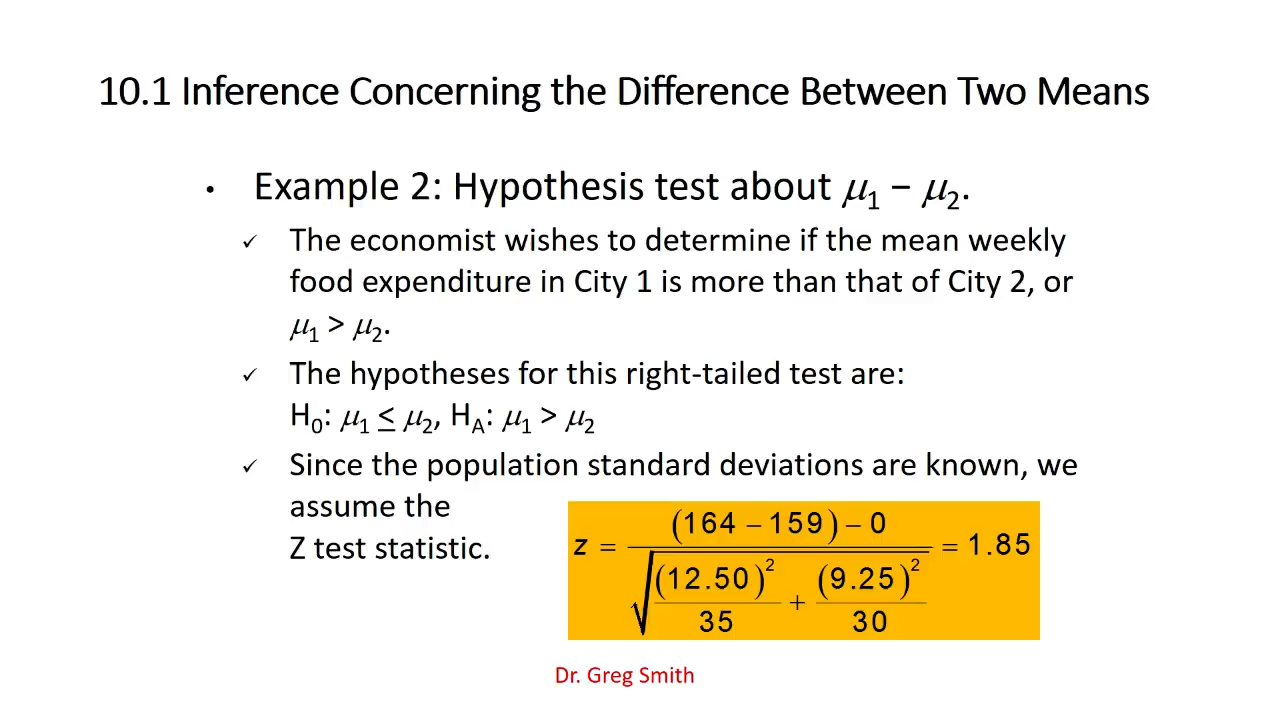 10.1 Inference Concerning the Difference Between Two Means
• Example 2: Hypothesis test about μ₁ − μ₂.
✓ The economist wishes to determine if the mean weekly
food expenditure in City 1 is more than that of City 2, or
μ₁ > μ₂.
✓ The hypotheses for this right-tailed test are:
H₀: μ₁ ≤ μ₂, H_A: μ₁ > μ₂
✓ Since the population standard deviations are known, we
assume the
Z test statistic.
z = ((164 − 159) − 0) / √((12.50)²/35 + (9.25)²/30) = 1.85
Dr. Greg Smith